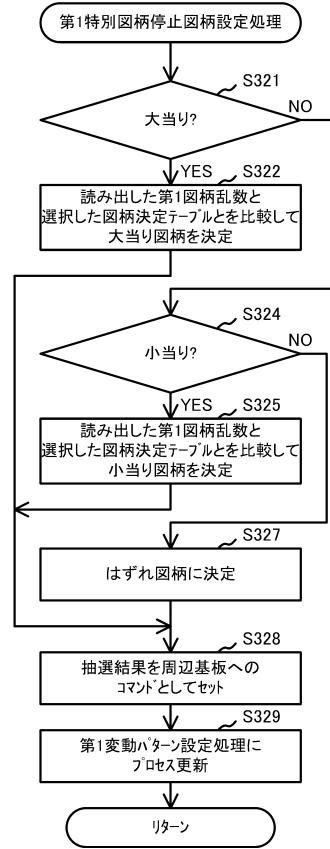 第1特別図柄停止図柄設定処理
S321
大当り?
NO
YES
S322
読み出した第1図柄乱数と
選択した図柄決定テーブルとを比較して
大当り図柄を決定
S324
小当り?
NO
YES
S325
読み出した第1図柄乱数と
選択した図柄決定テーブルとを比較して
小当り図柄を決定
S327
はずれ図柄に決定
S328
抽選結果を周辺基板への
コマンドとしてセット
S329
第1変動パターン設定処理に
プロセス更新
リターン